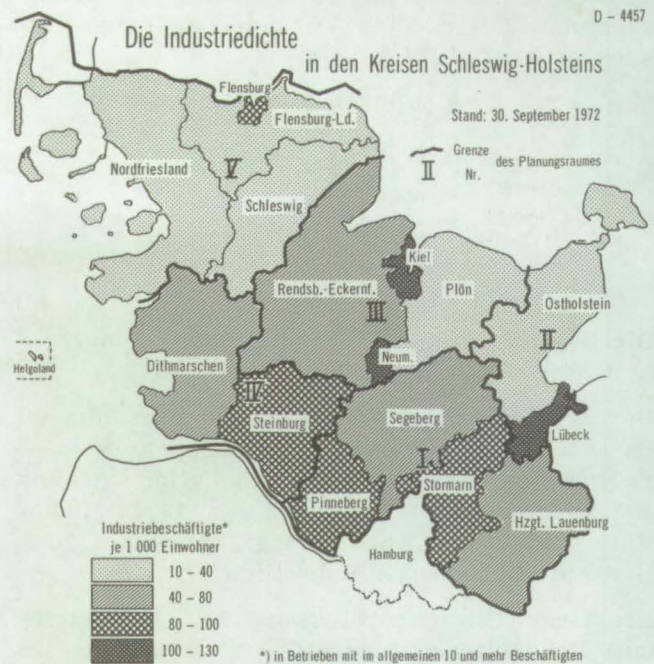 D – 4457
Die Industriedichte
in den Kreisen Schleswig-Holsteins
Stand: 30. September 1972
Grenze
II des Planungsraumes
Nr.
Flensburg
Flensburg-Ld.
Nordfriesland
V
Schleswig
Kiel
Rendsb.-Eckernf.
Plön
Ostholstein
III
II
Helgoland
Dithmarschen
Neum.
IV
Steinburg
Segeberg
Lübeck
I
Stormarn
Pinneberg
Hzgt. Lauenburg
Hamburg
Industriebeschäftigte*
je 1 000 Einwohner
10 – 40
40 – 80
80 – 100
100 – 130
*) in Betrieben mit im allgemeinen 10 und mehr Beschäftigten